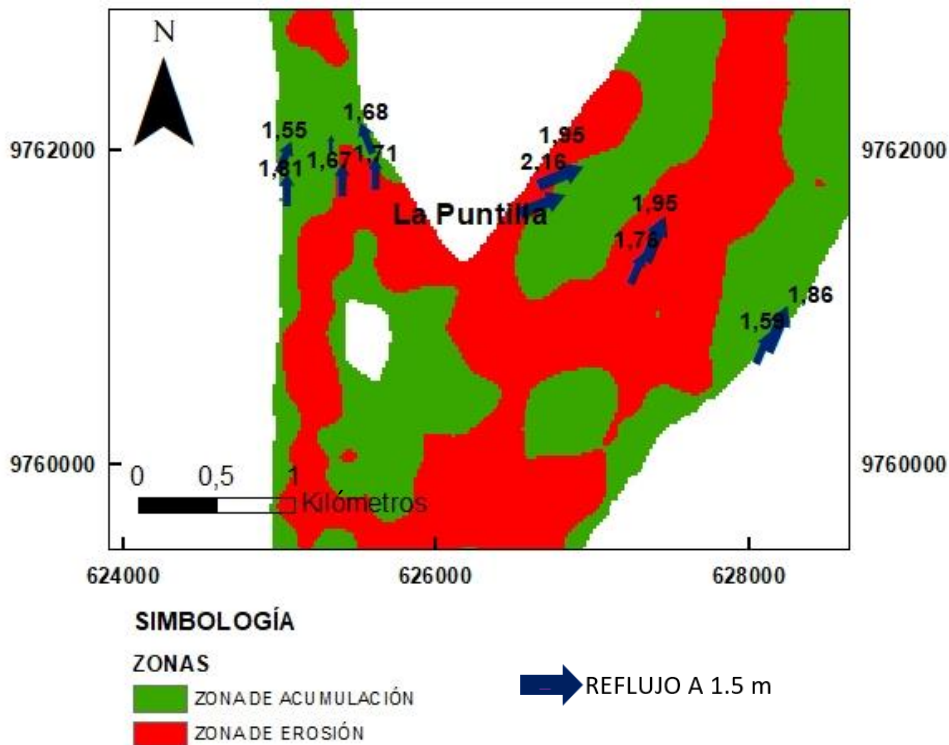 N
1,68
1,55
1,95
9762000
9762000
1,81
1,67
1,71
2,16
La Puntilla
1,95
1,78
1,86
1,59
9760000
9760000
0
0,5
1
Kilómetros
624000
626000
628000
SIMBOLOGÍA
ZONAS
ZONA DE ACUMULACIÓN
REFLUJO A 1.5 m
ZONA DE EROSIÓN